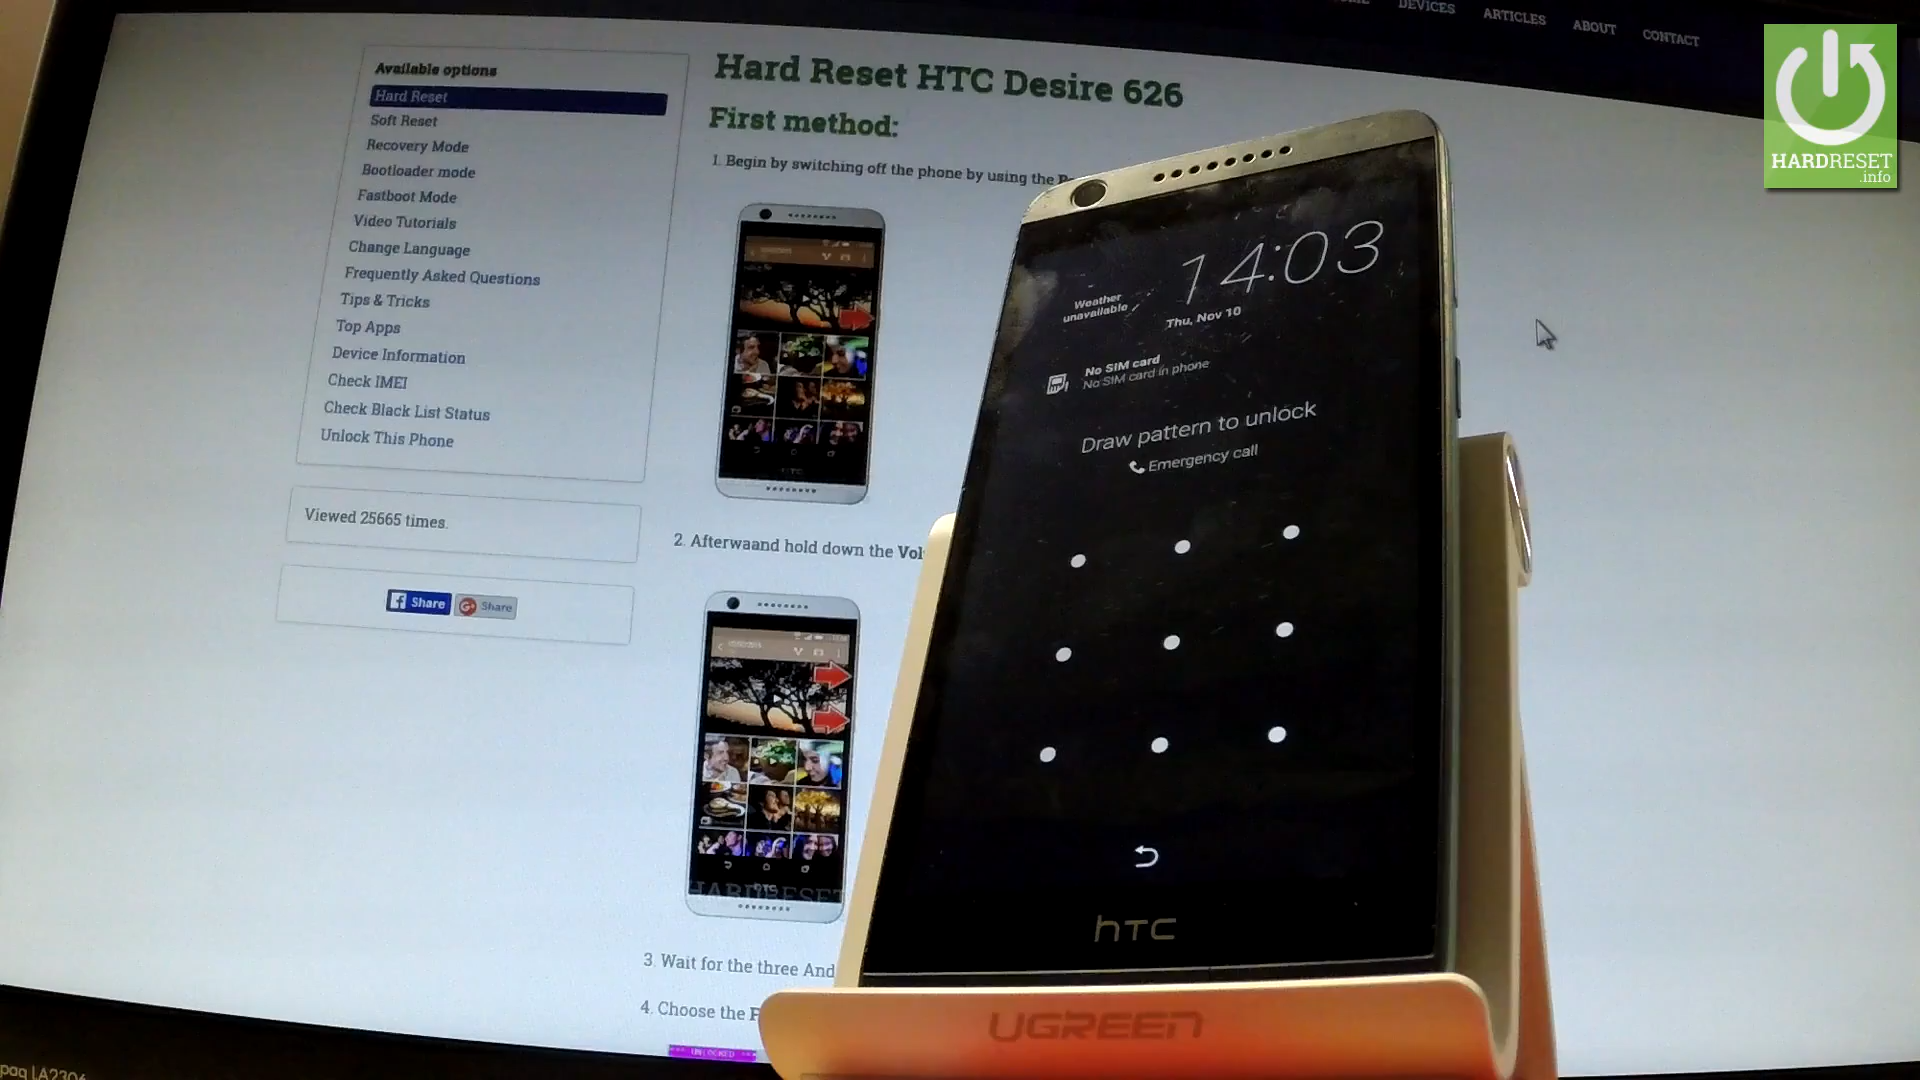 DEVICES
ARTICLES
ABOUT
CONTACT
HARDRESET
.info
Available options
Hard Reset
Soft Reset
Recovery Mode
Bootloader mode
Fastboot Mode
Video Tutorials
Change Language
Frequently Asked Questions
Tips & Tricks
Top Apps
Device Information
Check IMEI
Check Black List Status
Unlock This Phone
Viewed 25665 times.
Share
Share
Hard Reset HTC Desire 626
First method:
1. Begin by switching off the phone by using the
2. Afterwaand hold down the Vol
HARDRESET
3. Wait for the three And
4. Choose the
UNLOCKED
14:03
Weather
unavailable
Thu, Nov 10
No SIM card
No SIM card in phone
Draw pattern to unlock
Emergency call
hTC
UGREEN
LA2306